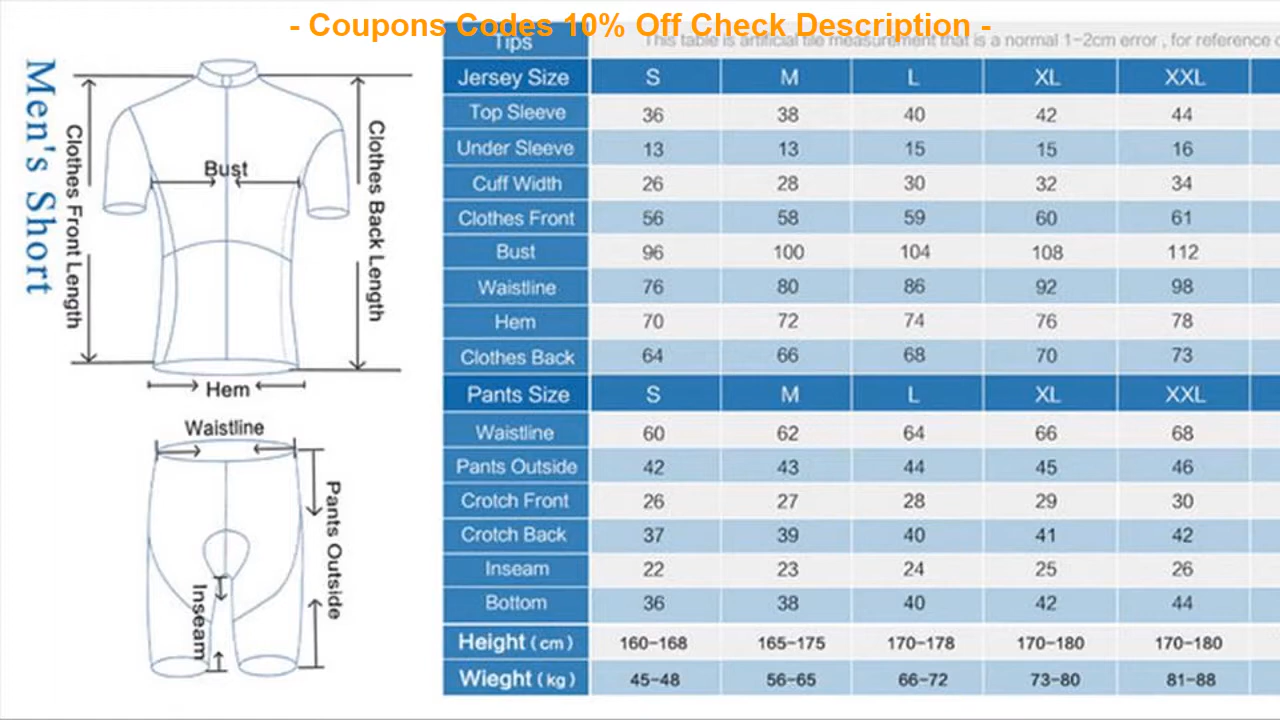 - Coupons Codes 10% Off Check Description -
Tips This table is artificial tile measurement that is a normal 1-2cm error , for reference
Men's Short
Clothes Front Length
Bust
Clothes Back Length
Hem
Waistline
Pants Outside
Inseam
Jersey Size S M L XL XXL
Top Sleeve 36 38 40 42 44
Under Sleeve 13 13 15 15 16
Cuff Width 26 28 30 32 34
Clothes Front 56 58 59 60 61
Bust 96 100 104 108 112
Waistline 76 80 86 92 98
Hem 70 72 74 76 78
Clothes Back 64 66 68 70 73
Pants Size S M L XL XXL
Waistline 60 62 64 66 68
Pants Outside 42 43 44 45 46
Crotch Front 26 27 28 29 30
Crotch Back 37 39 40 41 42
Inseam 22 23 24 25 26
Bottom 36 38 40 42 44
Height ( cm ) 160-168 165-175 170-178 170-180 170-180
Wieght ( kg ) 45-48 56-65 66-72 73-80 81-88